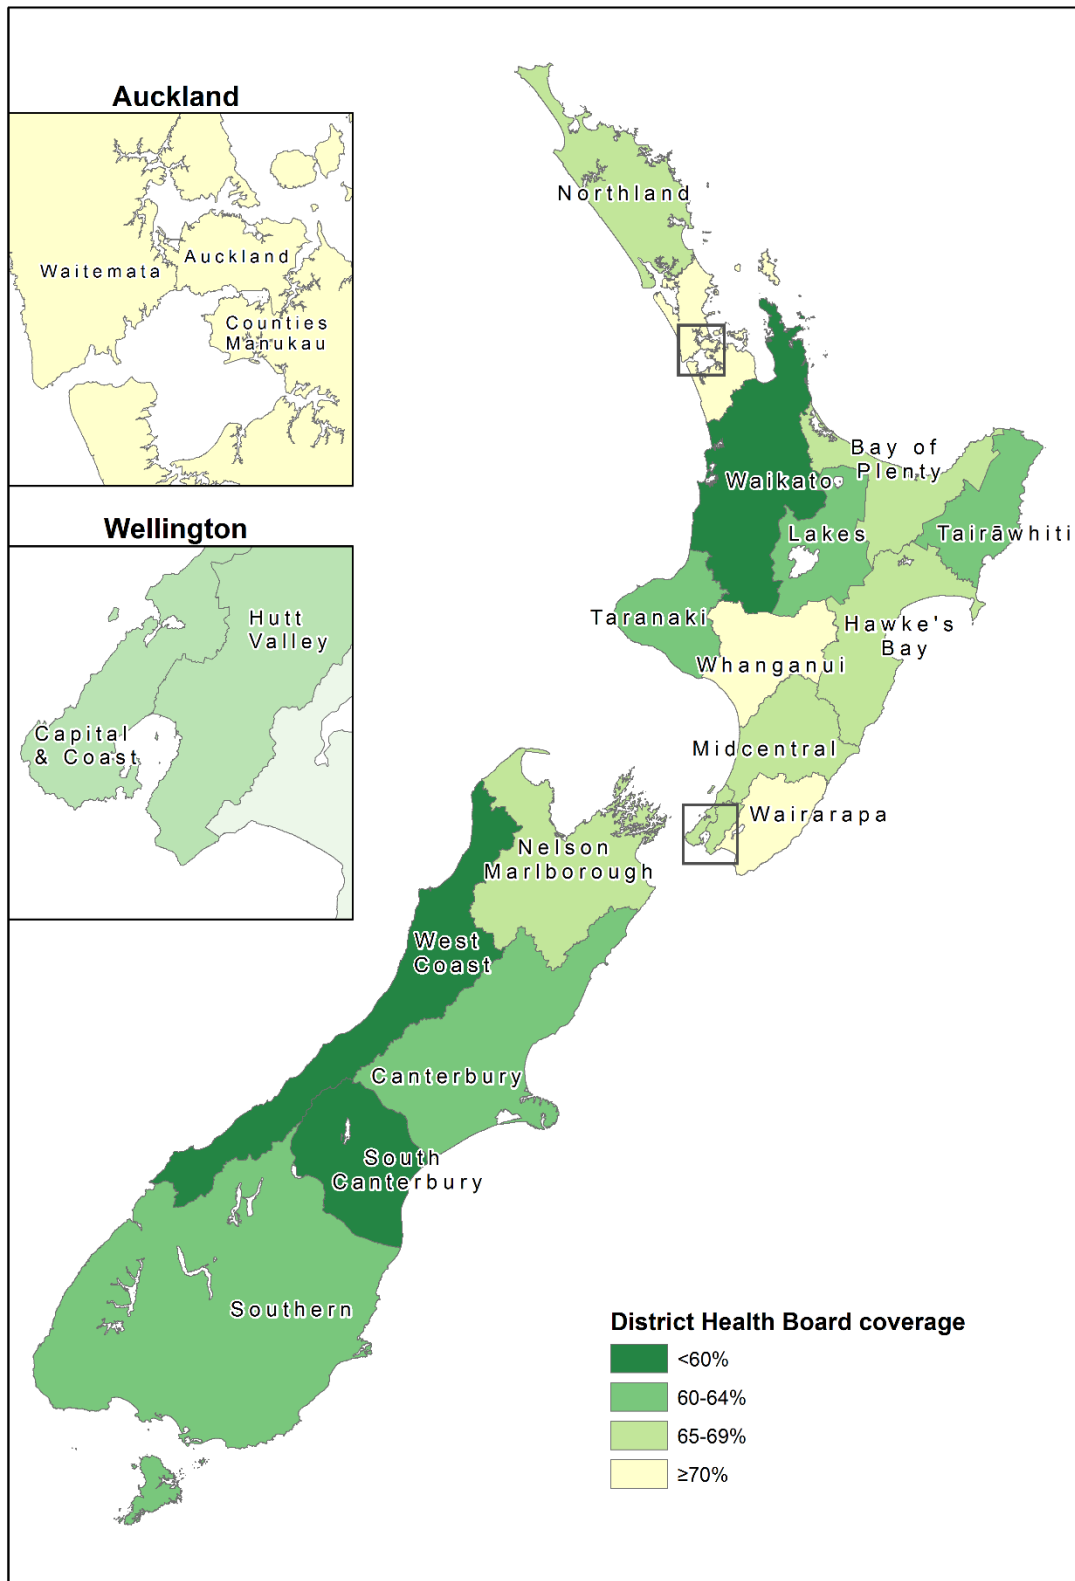 Auckland
Waitemata
Auckland
Counties
Manukau
Wellington
Hutt
Valley
Capital
& Coast
Northland
Bay of
Plenty
Waikato
Lakes
Tairāwhiti
Taranaki
Hawke's
Bay
Whanganui
Midcentral
Wairarapa
Nelson
Marlborough
West
Coast
Canterbury
South
Canterbury
Southern
District Health Board coverage
<60%
60-64%
65-69%
≥70%